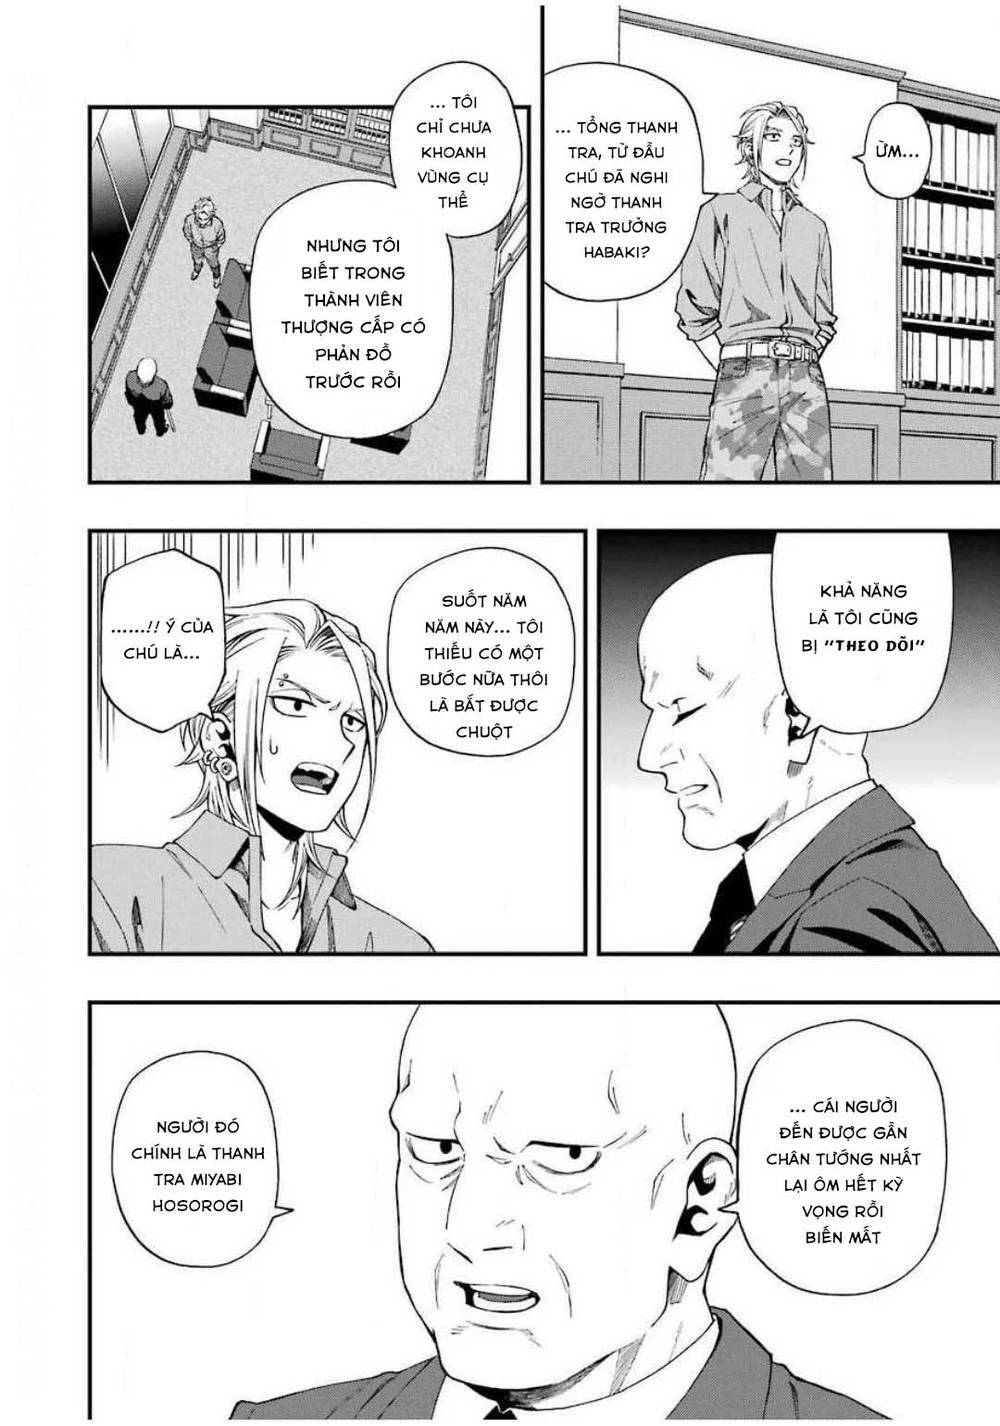 ỪM...
... TỔNG THANH
TRA, TỪ ĐẦU
CHÚ ĐÃ NGHI
NGỜ THANH
TRA TRƯỞNG
HABAKI?
... TÔI
CHỈ CHƯA
KHOANH
VÙNG CỤ
THỂ
NHƯNG TÔI
BIẾT TRONG
THÀNH VIÊN
THƯỢNG CẤP CÓ
PHẢN ĐỒ
TRƯỚC RỒI
KHẢ NĂNG
LÀ TÔI CŨNG
BỊ "THEO DÕI"
SUỐT NĂM
NĂM NÀY... TÔI
THIẾU CÓ MỘT
BƯỚC NỮA THÔI
LÀ BẮT ĐƯỢC
CHUỘT
......!! Ý CỦA
CHÚ LÀ...
... CÁI NGƯỜI
ĐẾN ĐƯỢC GẦN
CHÂN TƯỚNG NHẤT
LẠI ÔM HẾT KỲ
VỌNG RỒI
BIẾN MẤT
NGƯỜI ĐÓ
CHÍNH LÀ THANH
TRA MIYABI
HOSOROGI